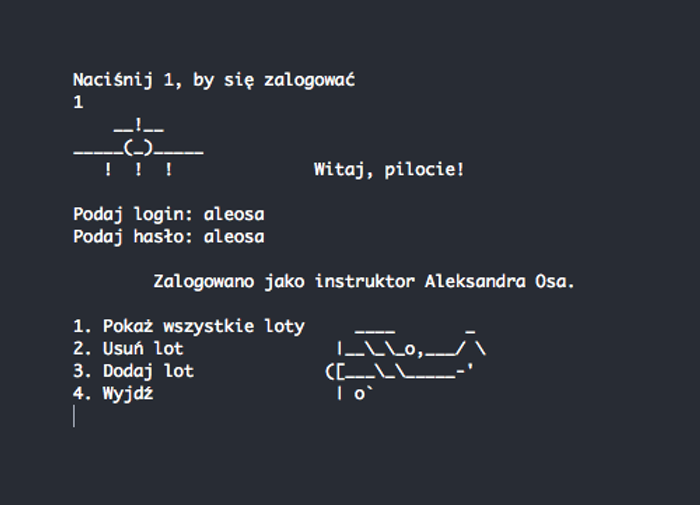 Naciśnij 1, by się zalogować
1
    __!__
_____(_)_____
   !  !  !              Witaj, pilocie!
Podaj login: aleosa
Podaj hasło: aleosa
        Zalogowano jako instruktor Aleksandra Osa.
1. Pokaż wszystkie loty     ____       _
2. Usuń lot               |__\_\_o,___/ \
3. Dodaj lot             ([___\_\_____-'
4. Wyjdź                  | o`